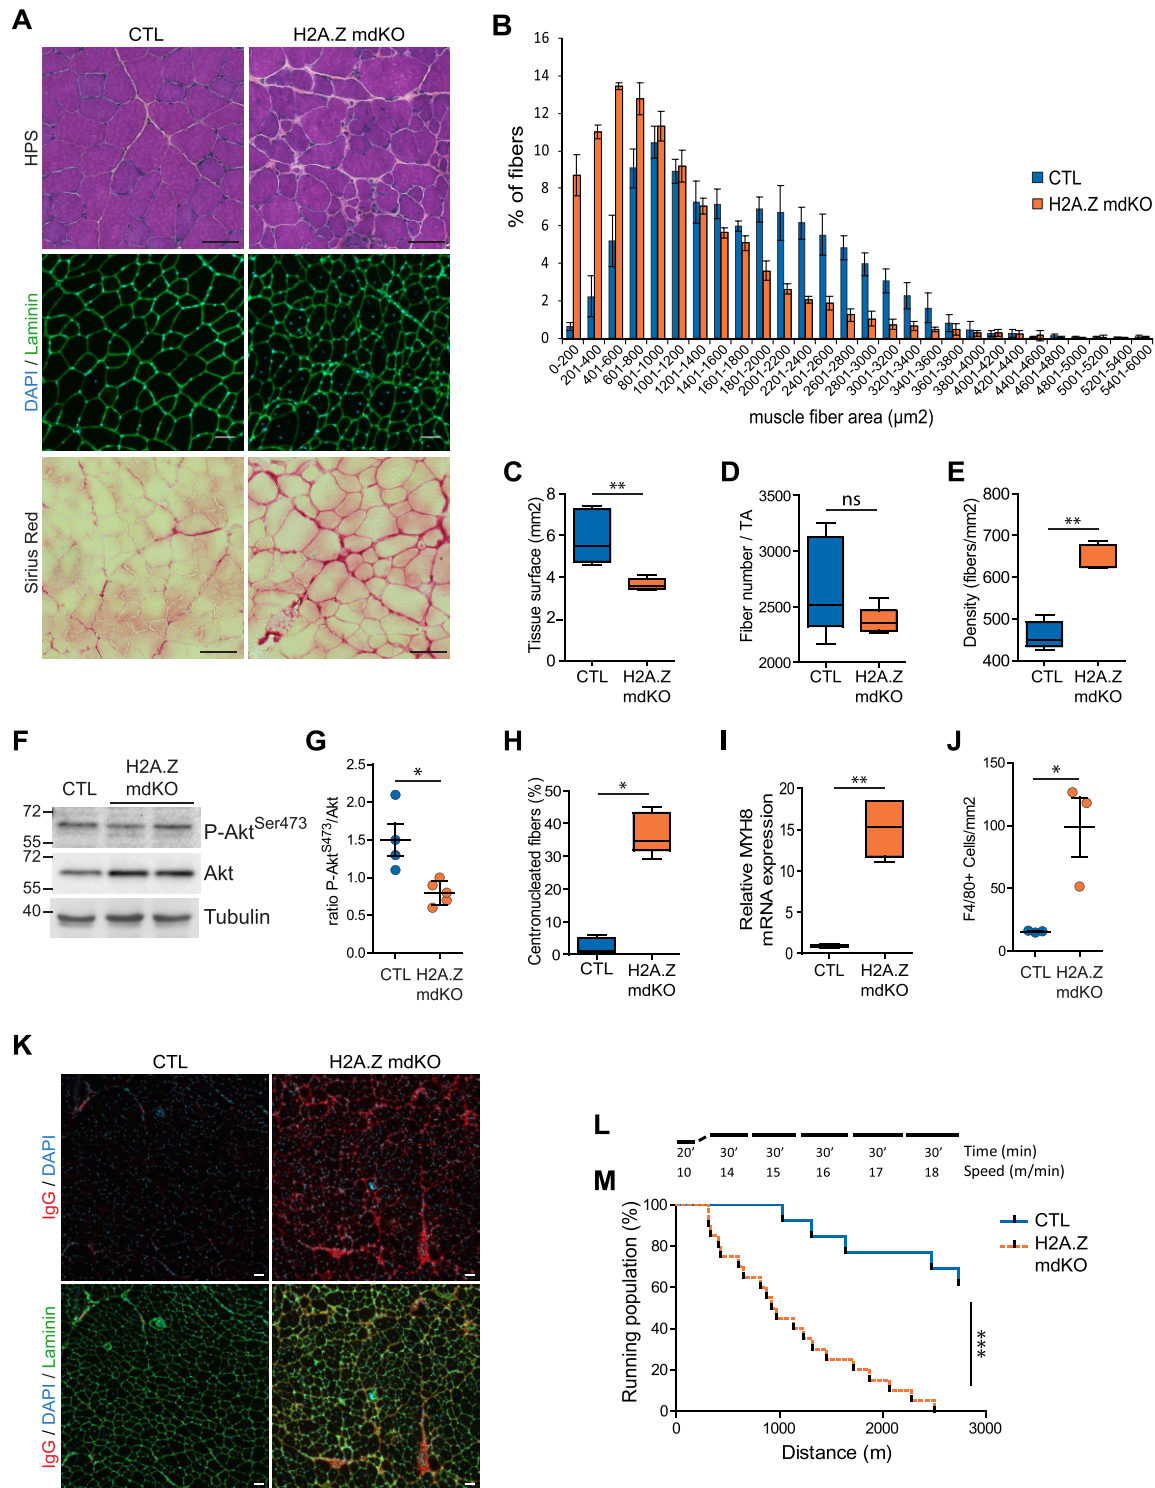 A
CTL
H2A.Z mdKO
HPS
DAPI / Laminin
Sirius Red
B
% of fibers
16
14
12
10
8
6
4
2
0
0-200
201-400
401-600
601-800
801-1000
1001-1200
1201-1400
1401-1600
1601-1800
1801-2000
2001-2200
2201-2400
2401-2600
2601-2800
2801-3000
3001-3200
3201-3400
3401-3600
3601-3800
3801-4000
4001-4200
4201-4400
4401-4600
4601-4800
4801-5000
5001-5200
5201-5400
5401-6000
muscle fiber area (µm2)
CTL
H2A.Z mdKO
C
Tissue surface (mm2)
8
6
4
2
0
**
CTL
H2A.Z
mdKO
D
Fiber number / TA
3500
3000
2500
2000
ns
CTL
H2A.Z
mdKO
E
Density (fibers/mm2)
800
700
600
500
400
**
CTL
H2A.Z
mdKO
F
CTL
H2A.Z
mdKO
72
55
P-Akt Ser473
72
55
Akt
40
Tubulin
G
ratio P-Akt S473/Akt
2.5
2.0
1.5
1.0
0.5
0.0
*
CTL
H2A.Z
mdKO
H
Centronucleated fibers (%)
50
40
30
20
10
0
*
CTL
H2A.Z
mdKO
I
Relative MYH8
mRNA expression
20
15
10
5
0
**
CTL
H2A.Z
mdKO
J
F4/80+ Cells/mm2
150
100
50
0
*
CTL
H2A.Z
mdKO
K
CTL
H2A.Z mdKO
IgG / DAPI
IgG / DAPI / Laminin
L
20' 30' 30' 30' 30' 30' Time (min)
10 14 15 16 17 18 Speed (m/min)
M
Running population (%)
100
80
60
40
20
0
0 1000 2000 3000
Distance (m)
CTL
H2A.Z
mdKO
***